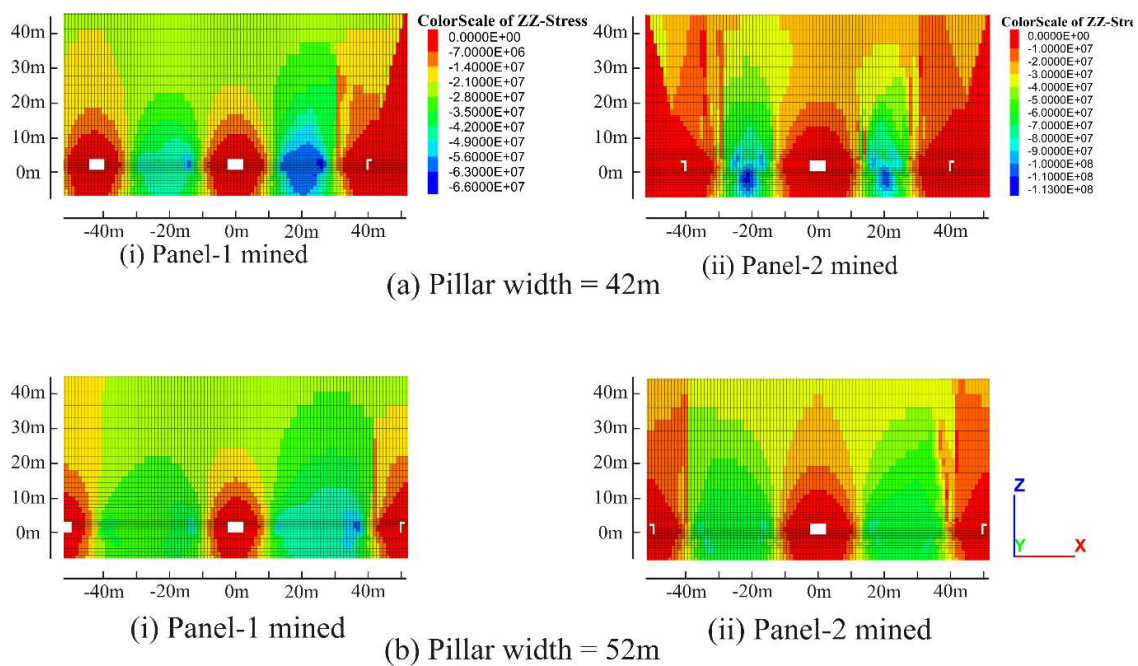 ColorScale of ZZ-Stress
0.0000E+00
-7.0000E+06
-1.4000E+07
-2.1000E+07
-2.8000E+07
-3.5000E+07
-4.2000E+07
-5.6000E+07
-6.3000E+07
-6.6000E+07
40m
30m
20m
10m
0m
-40m -20m 0m 20m 40m
(i) Panel-1 mined
ColorScale of ZZ-Stre
0.0000E+00
-1.0000E+07
-2.0000E+07
-3.0000E+07
-4.0000E+07
-5.0000E+07
-6.0000E+07
-7.0000E+07
-8.0000E+07
-9.0000E+07
-1.0000E+08
-1.1000E+08
-1.1300E+08
40m
30m
20m
10m
0m
-40m -20m 0m 20m 40m
(ii) Panel-2 mined
(a) Pillar width = 42m
40m
30m
20m
10m
0m
-40m -20m 0m 20m 40m
(i) Panel-1 mined
40m
30m
20m
10m
0m
-40m -20m 0m 20m 40m
(ii) Panel-2 mined
Z
Y X
(b) Pillar width = 52m